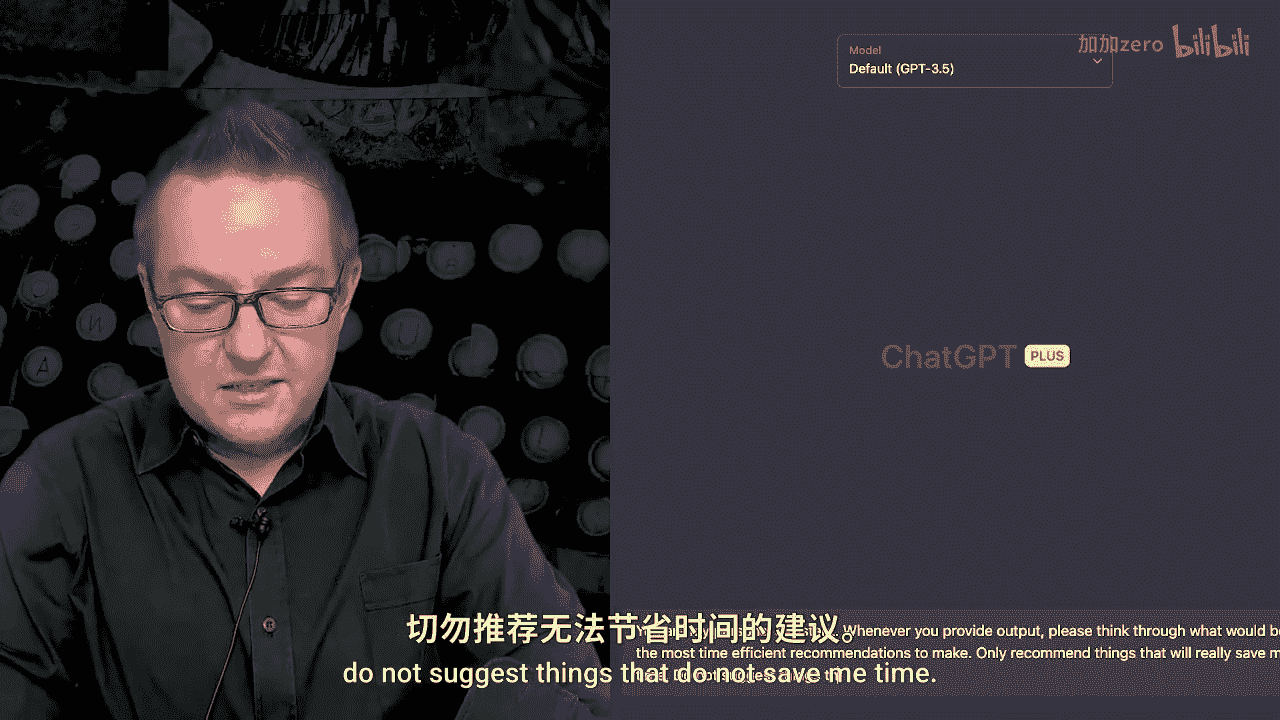 加加zero bilibili
Model
Default (GPT-3.5)
ChatGPT PLUS
Whenever you provide output, please think through what would be
the most time efficient recommendations to make. Only recommend things that will really save m
切勿推荐无法节省时间的建议。
do not suggest things that do not save me time.